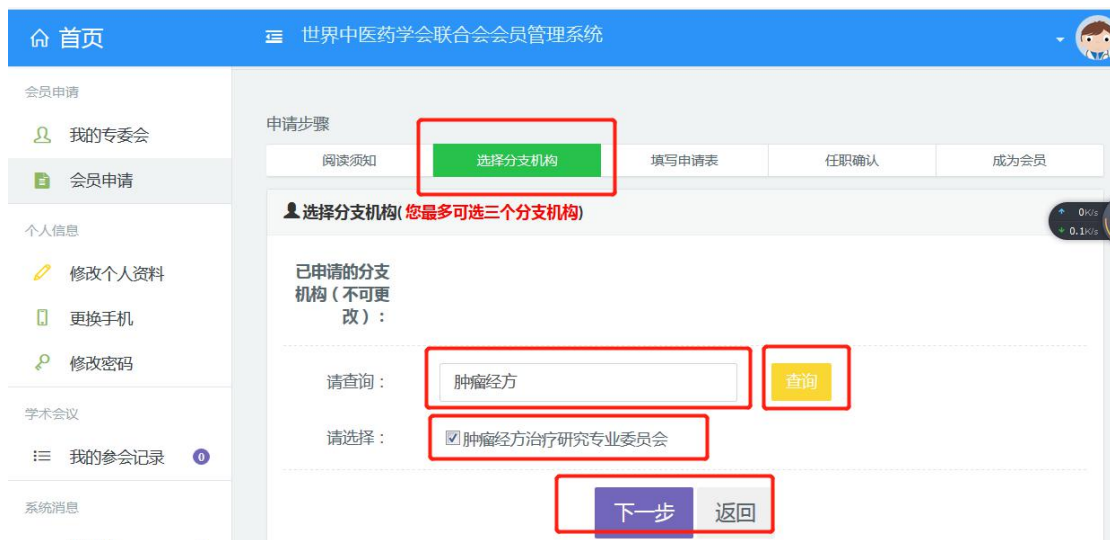 首页
世界中医药学会联合会会员管理系统
会员申请
我的专委会
会员申请
个人信息
修改个人资料
更换手机
修改密码
学术会议
我的参会记录 0
系统消息
申请步骤
阅读须知 选择分支机构 填写申请表 任职确认 成为会员
选择分支机构(您最多可选三个分支机构)
0K/s
0.1K/s
已申请的分支
机构（不可更
改）：
请查询： 肿瘤经方 查询
请选择： 肿瘤经方治疗研究专业委员会
下一步 返回